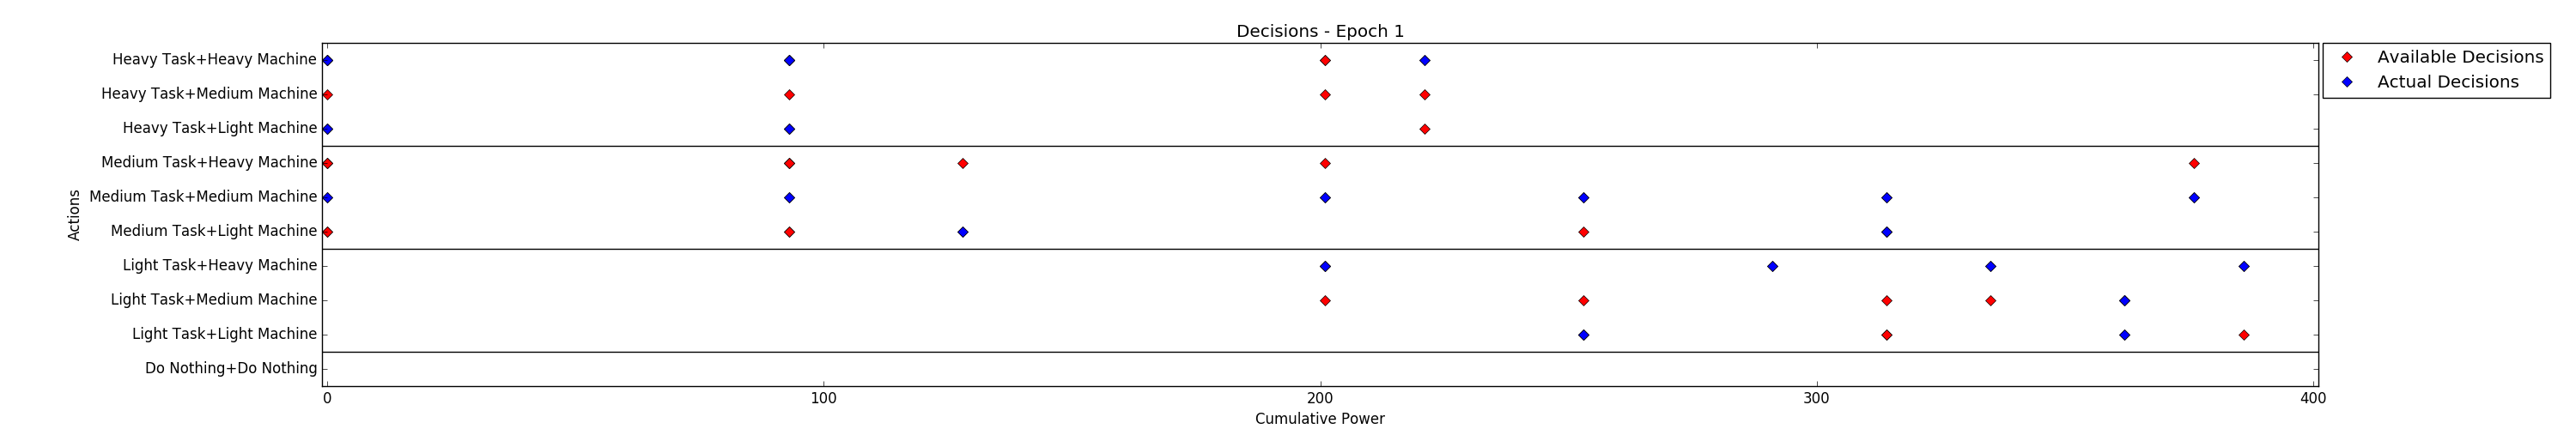 Decisions - Epoch 1
Heavy Task+Heavy Machine
Heavy Task+Medium Machine
Heavy Task+Light Machine
Medium Task+Heavy Machine
Medium Task+Medium Machine
Medium Task+Light Machine
Light Task+Heavy Machine
Light Task+Medium Machine
Light Task+Light Machine
Do Nothing+Do Nothing
Actions
0 100 200 300 400
Cumulative Power
Available Decisions
Actual Decisions